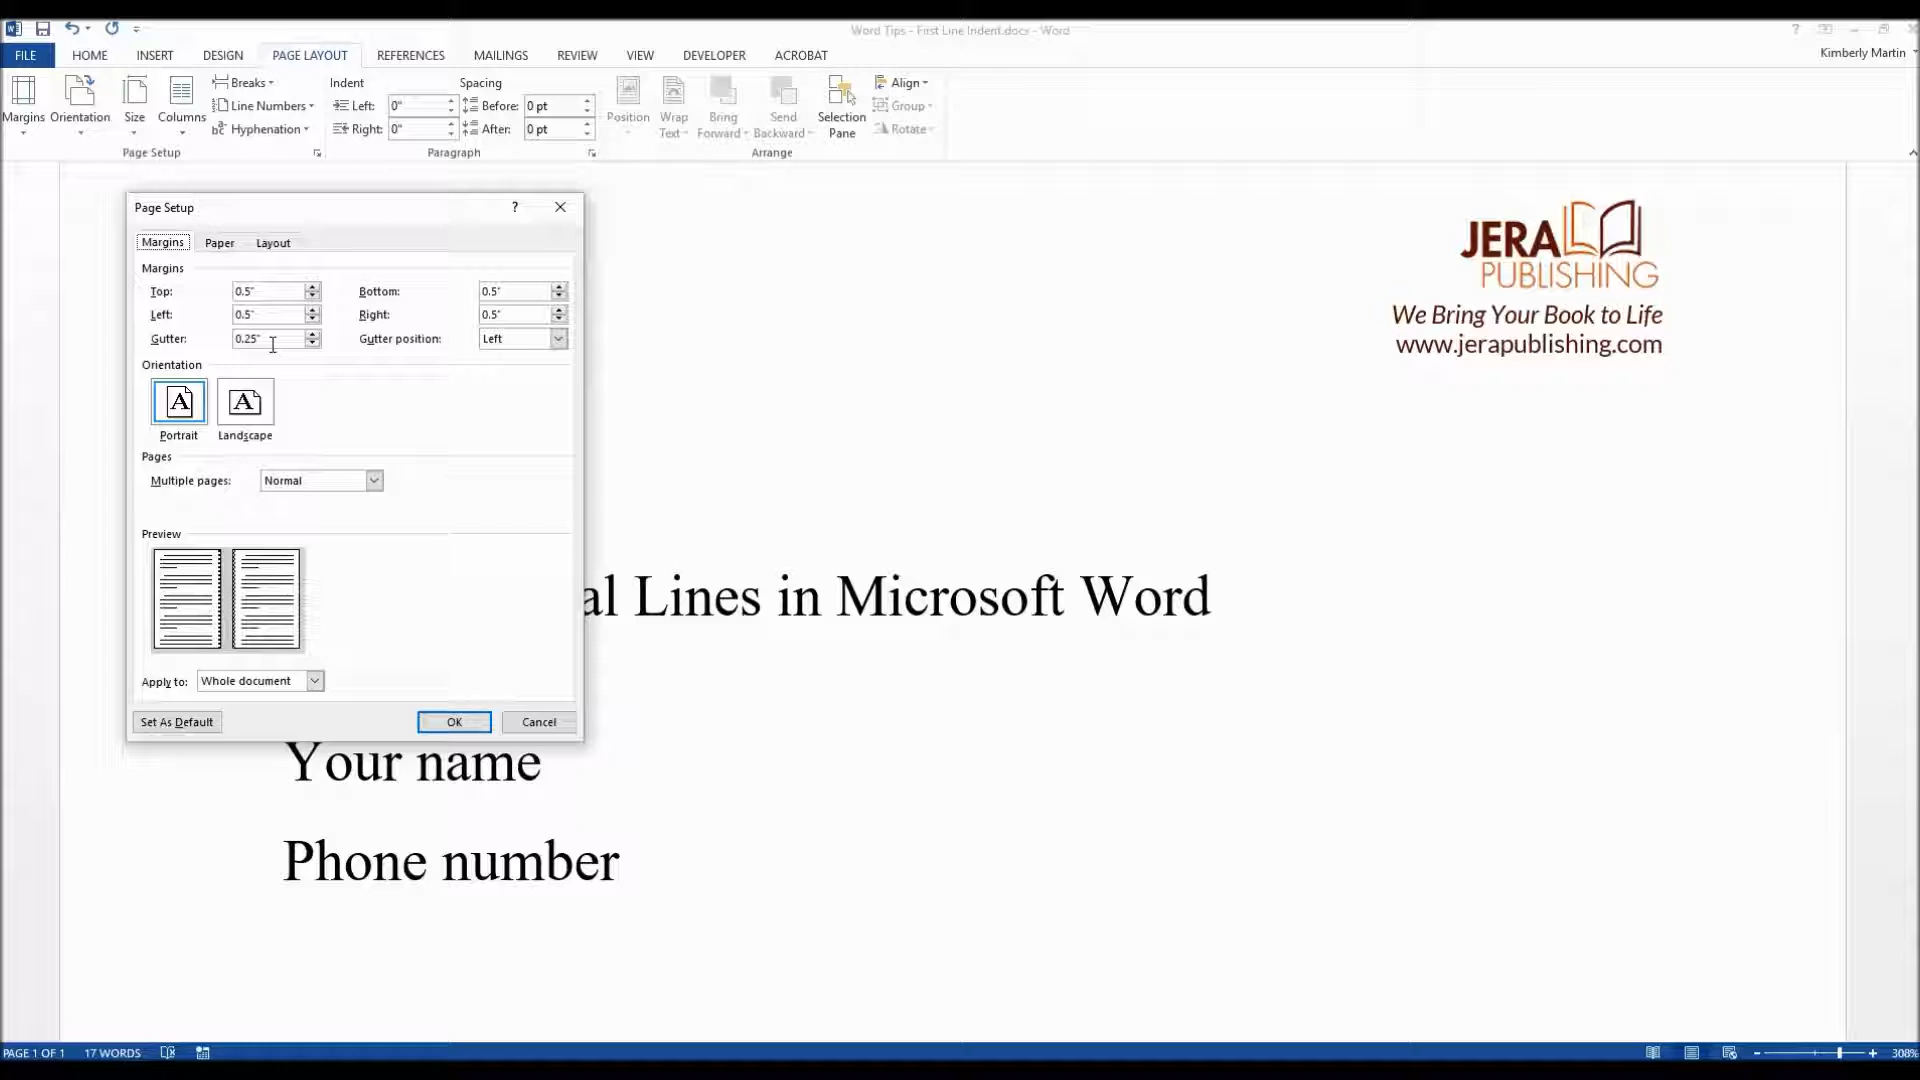 Word Tips - First Line Indent.docx - Word
?
FILE HOME INSERT DESIGN PAGE LAYOUT REFERENCES MAILINGS REVIEW VIEW DEVELOPER ACROBAT Kimberly Martin
Margins Orientation Size Columns
Breaks
Line Numbers
Hyphenation
Page Setup
Indent Spacing
Left: 0" Before: 0 pt
Right: 0" After: 0 pt
Paragraph
Position Wrap Text Bring Forward Send Backward Selection Pane
Align
Group
Rotate
Arrange
Page Setup ?
Margins Paper Layout
Margins
Top: 0.5" Bottom: 0.5"
Left: 0.5" Right: 0.5"
Gutter: 0.25" Gutter position: Left
Orientation
A A
Portrait Landscape
Pages
Multiple pages: Normal
Preview
Apply to: Whole document
Set As Default OK Cancel
JERA
PUBLISHING
We Bring Your Book to Life
www.jerapublishing.com
al Lines in Microsoft Word
Your name
Phone number
PAGE 1 OF 1 17 WORDS 308%